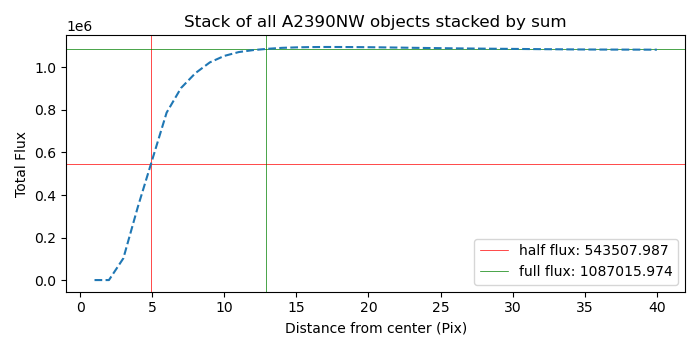 Stack of all A2390NW objects stacked by sum
1e6
1.0
0.8
0.6
0.4
0.2
0.0
Total Flux
half flux: 543507.987
full flux: 1087015.974
0 5 10 15 20 25 30 35 40
Distance from center (Pix)